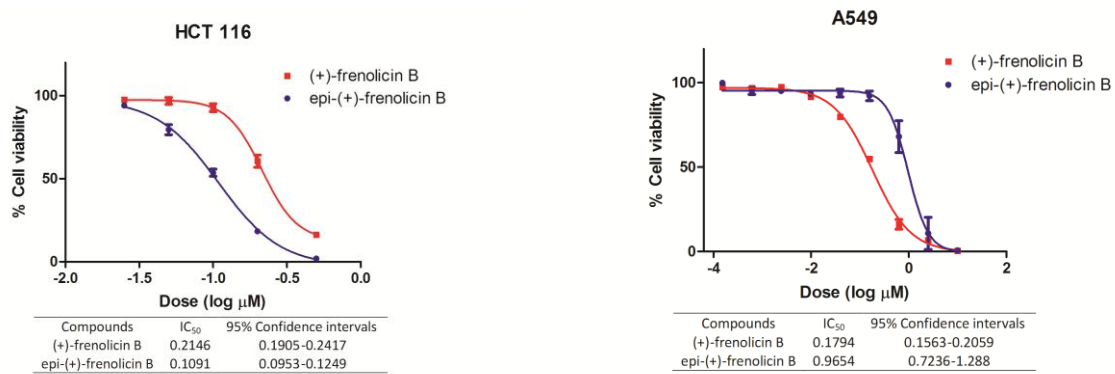 HCT 116
(+)-frenolicin B
epi-(+)-frenolicin B
% Cell viability
100
50
0
-2.0 -1.5 -1.0 -0.5 0.0
Dose (log μM)
Compounds IC50 95% Confidence intervals
(+)-frenolicin B 0.2146 0.1905-0.2417
epi-(+)-frenolicin B 0.1091 0.0953-0.1249
A549
(+)-frenolicin B
epi-(+)-frenolicin B
% Cell viability
100
50
0
-4 -2 0 2
Dose (log μM)
Compounds IC50 95% Confidence intervals
(+)-frenolicin B 0.1794 0.1563-0.2059
epi-(+)-frenolicin B 0.9654 0.7236-1.288